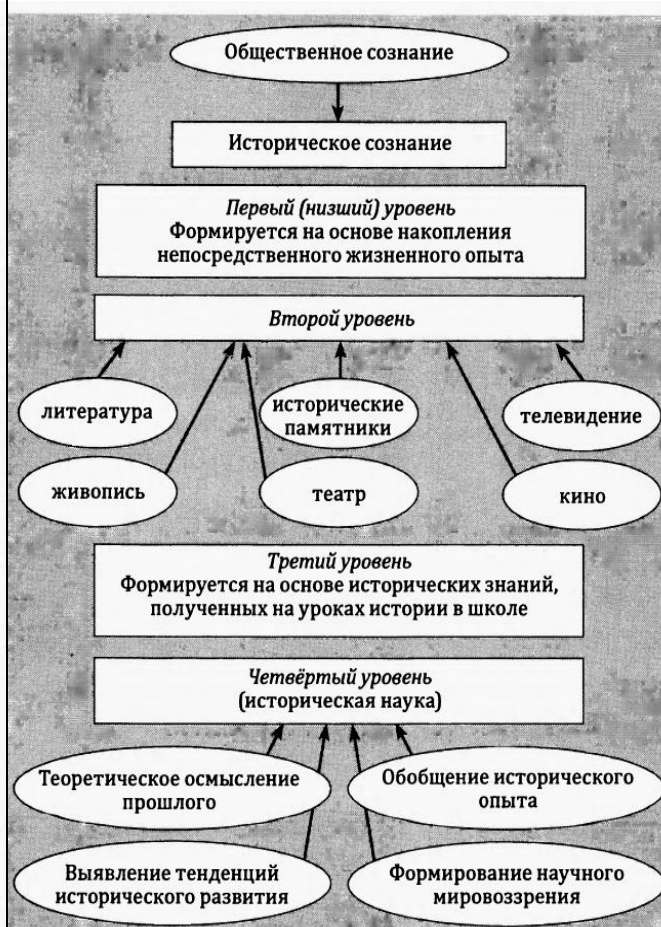 Общественное сознание
Историческое сознание
Первый (низший) уровень
Формируется на основе накопления
непосредственного жизненного опыта
Второй уровень
литература
исторические
памятники
телевидение
живопись
театр
кино
Третий уровень
Формируется на основе исторических знаний,
полученных на уроках истории в школе
Четвёртый уровень
(историческая наука)
Теоретическое осмысление
прошлого
Обобщение исторического
опыта
Выявление тенденций
исторического развития
Формирование научного
мировоззрения